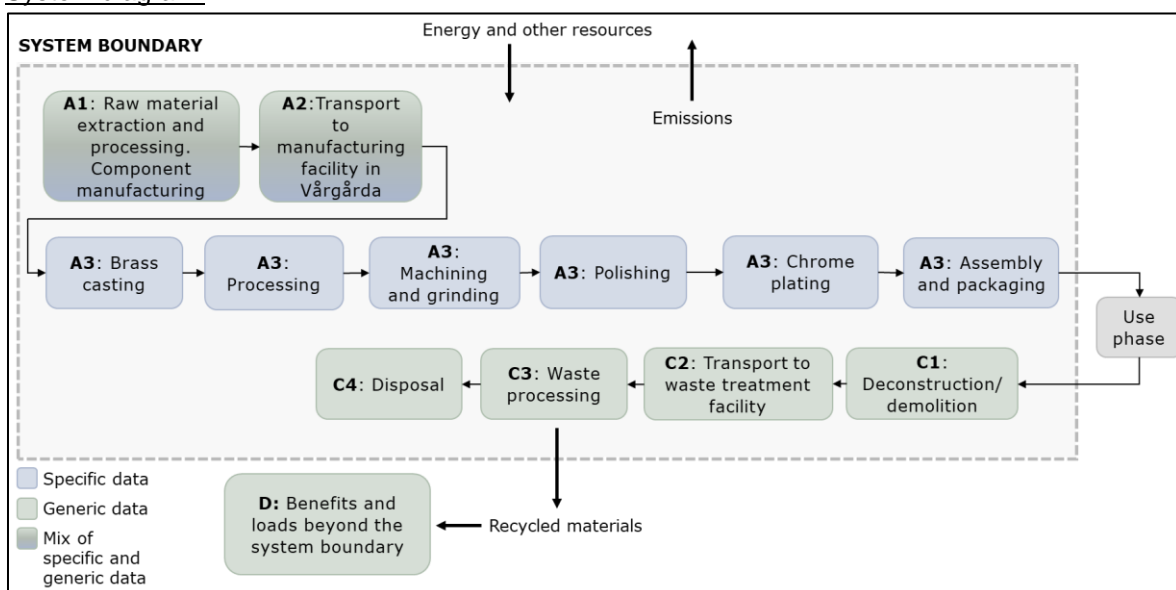 Energy and other resources
SYSTEM BOUNDARY
Emissions
A1: Raw material
extraction and
processing.
Component
manufacturing
A2:Transport
to
manufacturing
facility in
Vårgårda
A3: Brass
casting
A3:
Processing
A3:
Machining
and grinding
A3: Polishing
A3: Chrome
plating
A3: Assembly
and packaging
Use
phase
C1:
Deconstruction/
demolition
C2: Transport to
waste treatment
facility
C3: Waste
processing
C4: Disposal
Recycled materials
D: Benefits and
loads beyond the
system boundary
Specific data
Generic data
Mix of
specific and
generic data